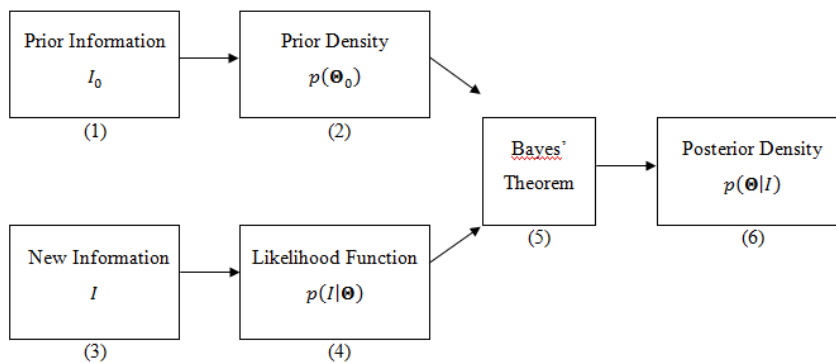 Prior Information
I₀
(1)
Prior Density
p(Θ₀)
(2)
New Information
I
(3)
Likelihood Function
p(I|Θ)
(4)
Bayes’
Theorem
(5)
Posterior Density
p(Θ|I)
(6)